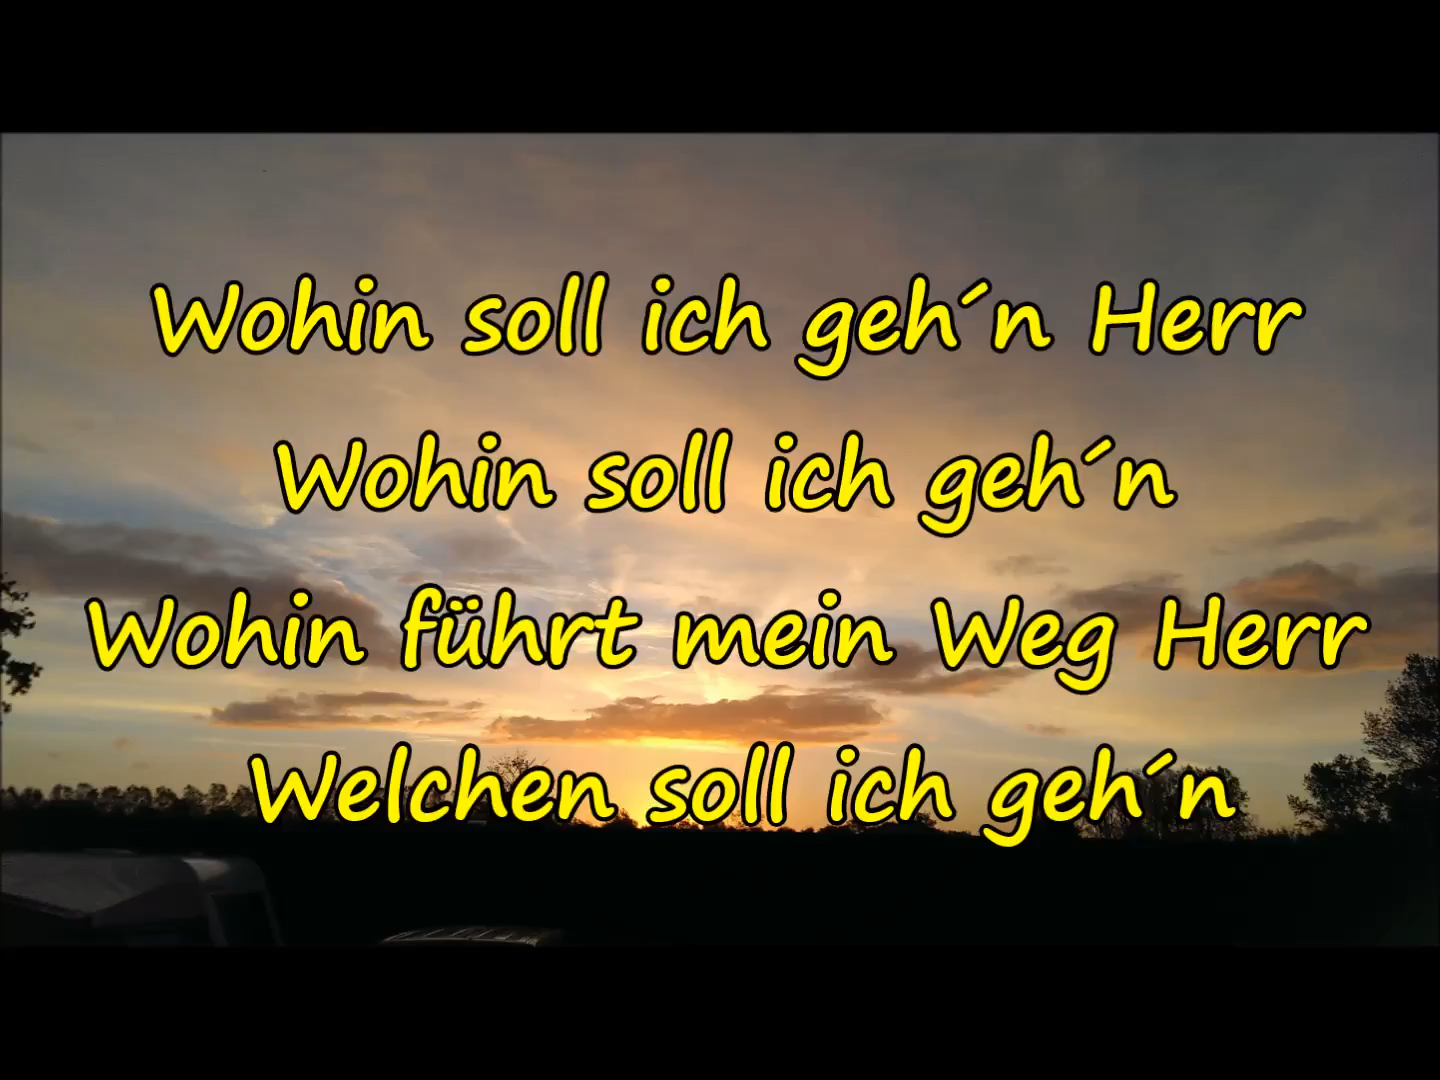 Wohin soll ich geh´n Herr
Wohin soll ich geh´n
Wohin führt mein Weg Herr
Welchen soll ich geh´n